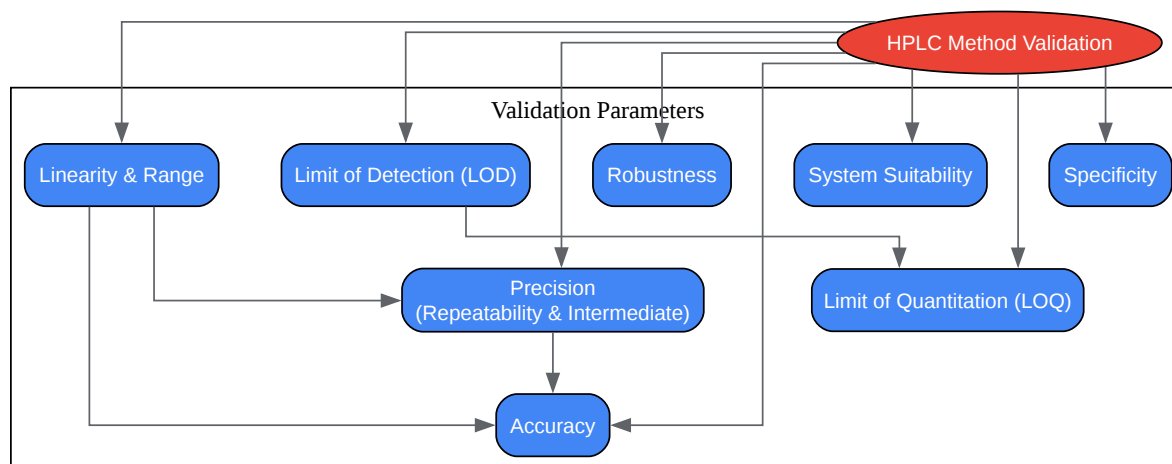 HPLC Method Validation
Validation Parameters
Linearity & Range
Limit of Detection (LOD)
Robustness
System Suitability
Specificity
Precision
(Repeatability & Intermediate)
Limit of Quantitation (LOQ)
Accuracy